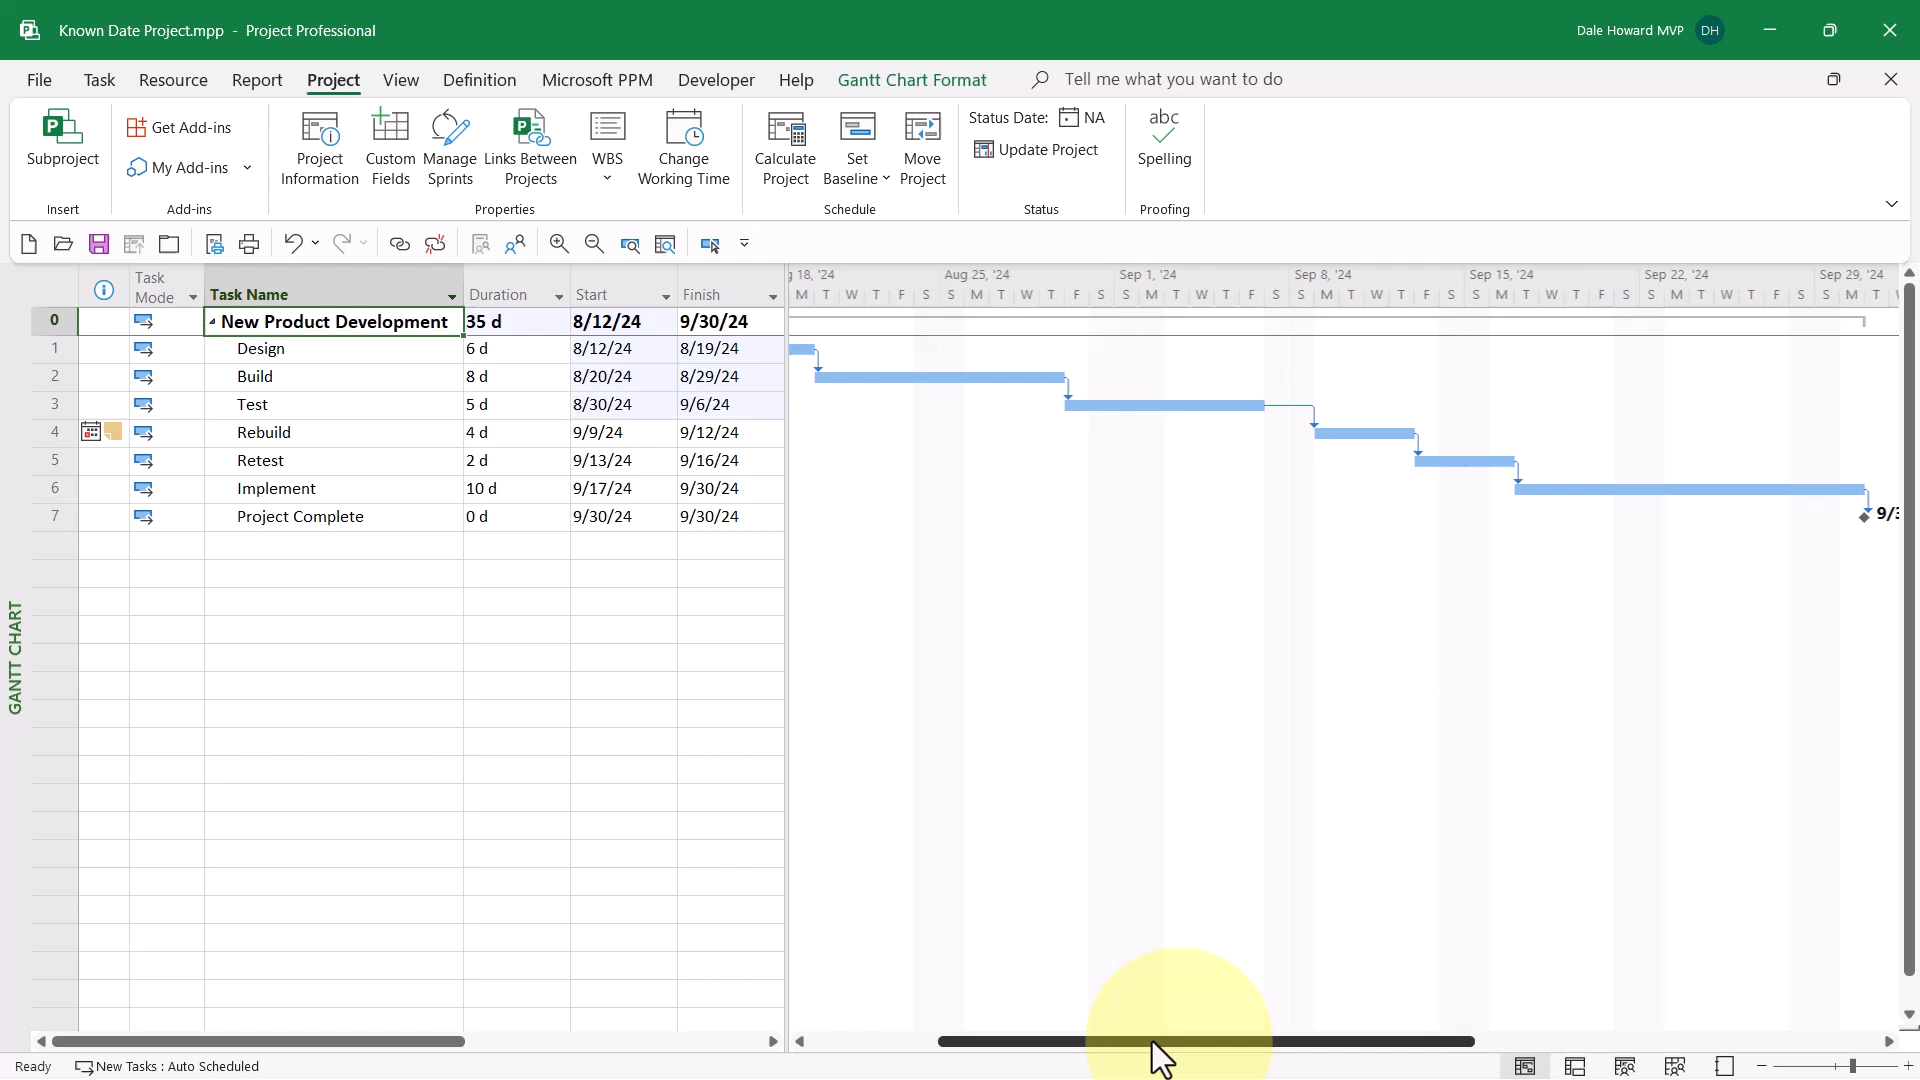 Known Date Project.mpp - Project Professional
Dale Howard MVP DH
File Task Resource Report Project View Definition Microsoft PPM Developer Help Gantt Chart Format Tell me what you want to do
Subproject
Get Add-ins
My Add-ins
Project Information
Custom Fields
Manage Sprints
Links Between Projects
WBS
Change Working Time
Calculate Project
Set Baseline
Move Project
Status Date: NA
Update Project
abc
Spelling
Insert Add-ins Properties Schedule Status Proofing
Task Mode Task Name Duration Start Finish
18, '24 Aug 25, '24 Sep 1, '24 Sep 8, '24 Sep 15, '24 Sep 22, '24 Sep 29, '24
M T W T F S S M T W T F S S M T W T F S S M T W T F S S M T W T F S S M T W T F S S M T
0 New Product Development 35 d 8/12/24 9/30/24
1 Design 6 d 8/12/24 8/19/24
2 Build 8 d 8/20/24 8/29/24
3 Test 5 d 8/30/24 9/6/24
4 Rebuild 4 d 9/9/24 9/12/24
5 Retest 2 d 9/13/24 9/16/24
6 Implement 10 d 9/17/24 9/30/24
7 Project Complete 0 d 9/30/24 9/30/24
9/3
GANTT CHART
Ready New Tasks : Auto Scheduled